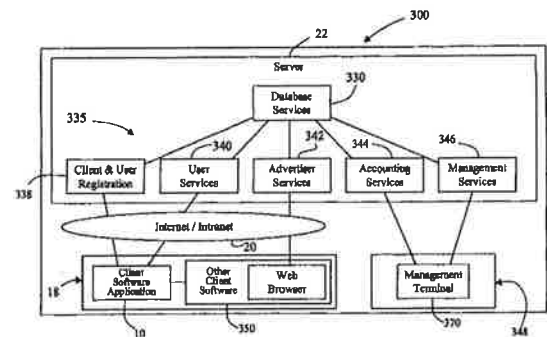 300
22
Server
330
Database
Services
335
340
342
344
346
Client & User
Registration
User
Services
Advertiser
Services
Accounting
Services
Management
Services
338
Internet / Intranet
20
18
Client
Software
Application
Other
Client
Software
Web
Browser
Management
Terminal
10
350
370
348